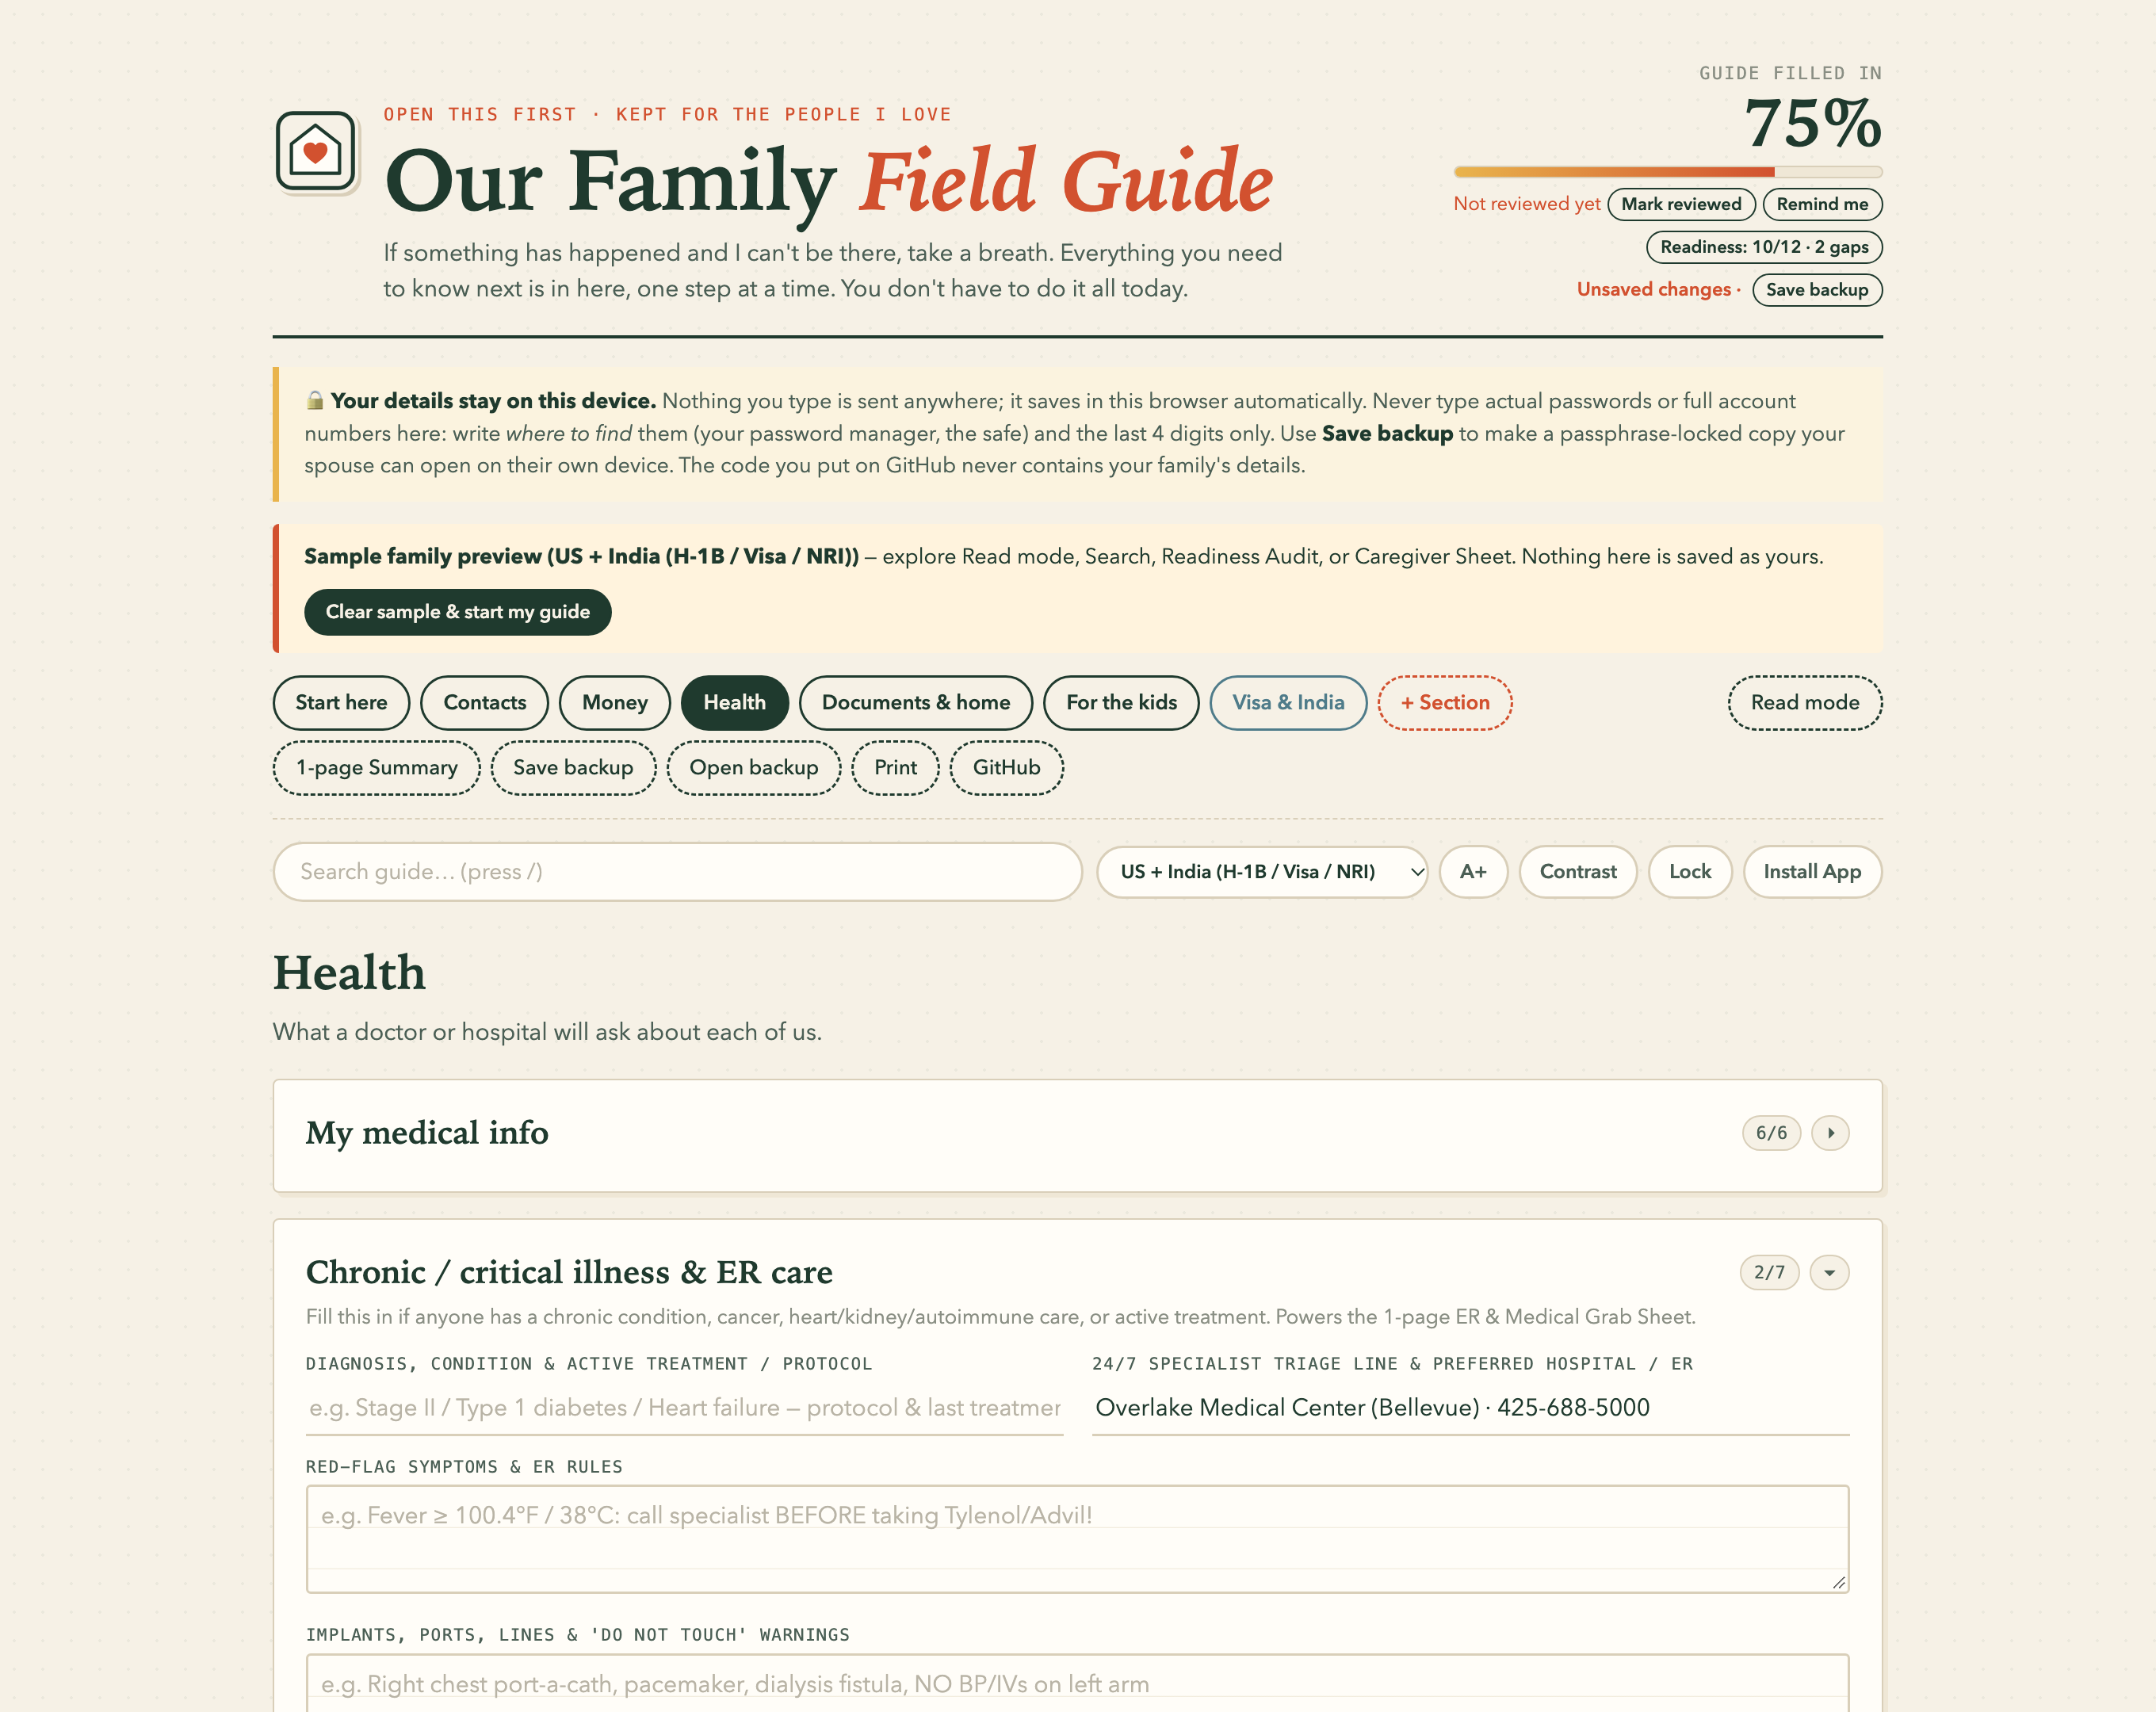 GUIDE FILLED IN
75%
OPEN THIS FIRST · KEPT FOR THE PEOPLE I LOVE
Our Family Field Guide
If something has happened and I can't be there, take a breath. Everything you need
to know next is in here, one step at a time. You don't have to do it all today.
Not reviewed yet Mark reviewed Remind me
Readiness: 10/12 · 2 gaps
Unsaved changes · Save backup
Your details stay on this device. Nothing you type is sent anywhere; it saves in this browser automatically. Never type actual passwords or full account
numbers here: write where to find them (your password manager, the safe) and the last 4 digits only. Use Save backup to make a passphrase-locked copy your
spouse can open on their own device. The code you put on GitHub never contains your family's details.
Sample family preview (US + India (H-1B / Visa / NRI)) — explore Read mode, Search, Readiness Audit, or Caregiver Sheet. Nothing here is saved as yours.
Clear sample & start my guide
Start here Contacts Money Health Documents & home For the kids Visa & India + Section Read mode
1-page Summary Save backup Open backup Print GitHub
Search guide… (press /) US + India (H-1B / Visa / NRI) A+ Contrast Lock Install App
Health
What a doctor or hospital will ask about each of us.
My medical info 6/6
Chronic / critical illness & ER care 2/7
Fill this in if anyone has a chronic condition, cancer, heart/kidney/autoimmune care, or active treatment. Powers the 1-page ER & Medical Grab Sheet.
DIAGNOSIS, CONDITION & ACTIVE TREATMENT / PROTOCOL
e.g. Stage II / Type 1 diabetes / Heart failure — protocol & last treatmer
24/7 SPECIALIST TRIAGE LINE & PREFERRED HOSPITAL / ER
Overlake Medical Center (Bellevue) · 425-688-5000
RED-FLAG SYMPTOMS & ER RULES
e.g. Fever ≥ 100.4°F / 38°C: call specialist BEFORE taking Tylenol/Advil!
IMPLANTS, PORTS, LINES & 'DO NOT TOUCH' WARNINGS
e.g. Right chest port-a-cath, pacemaker, dialysis fistula, NO BP/IVs on left arm